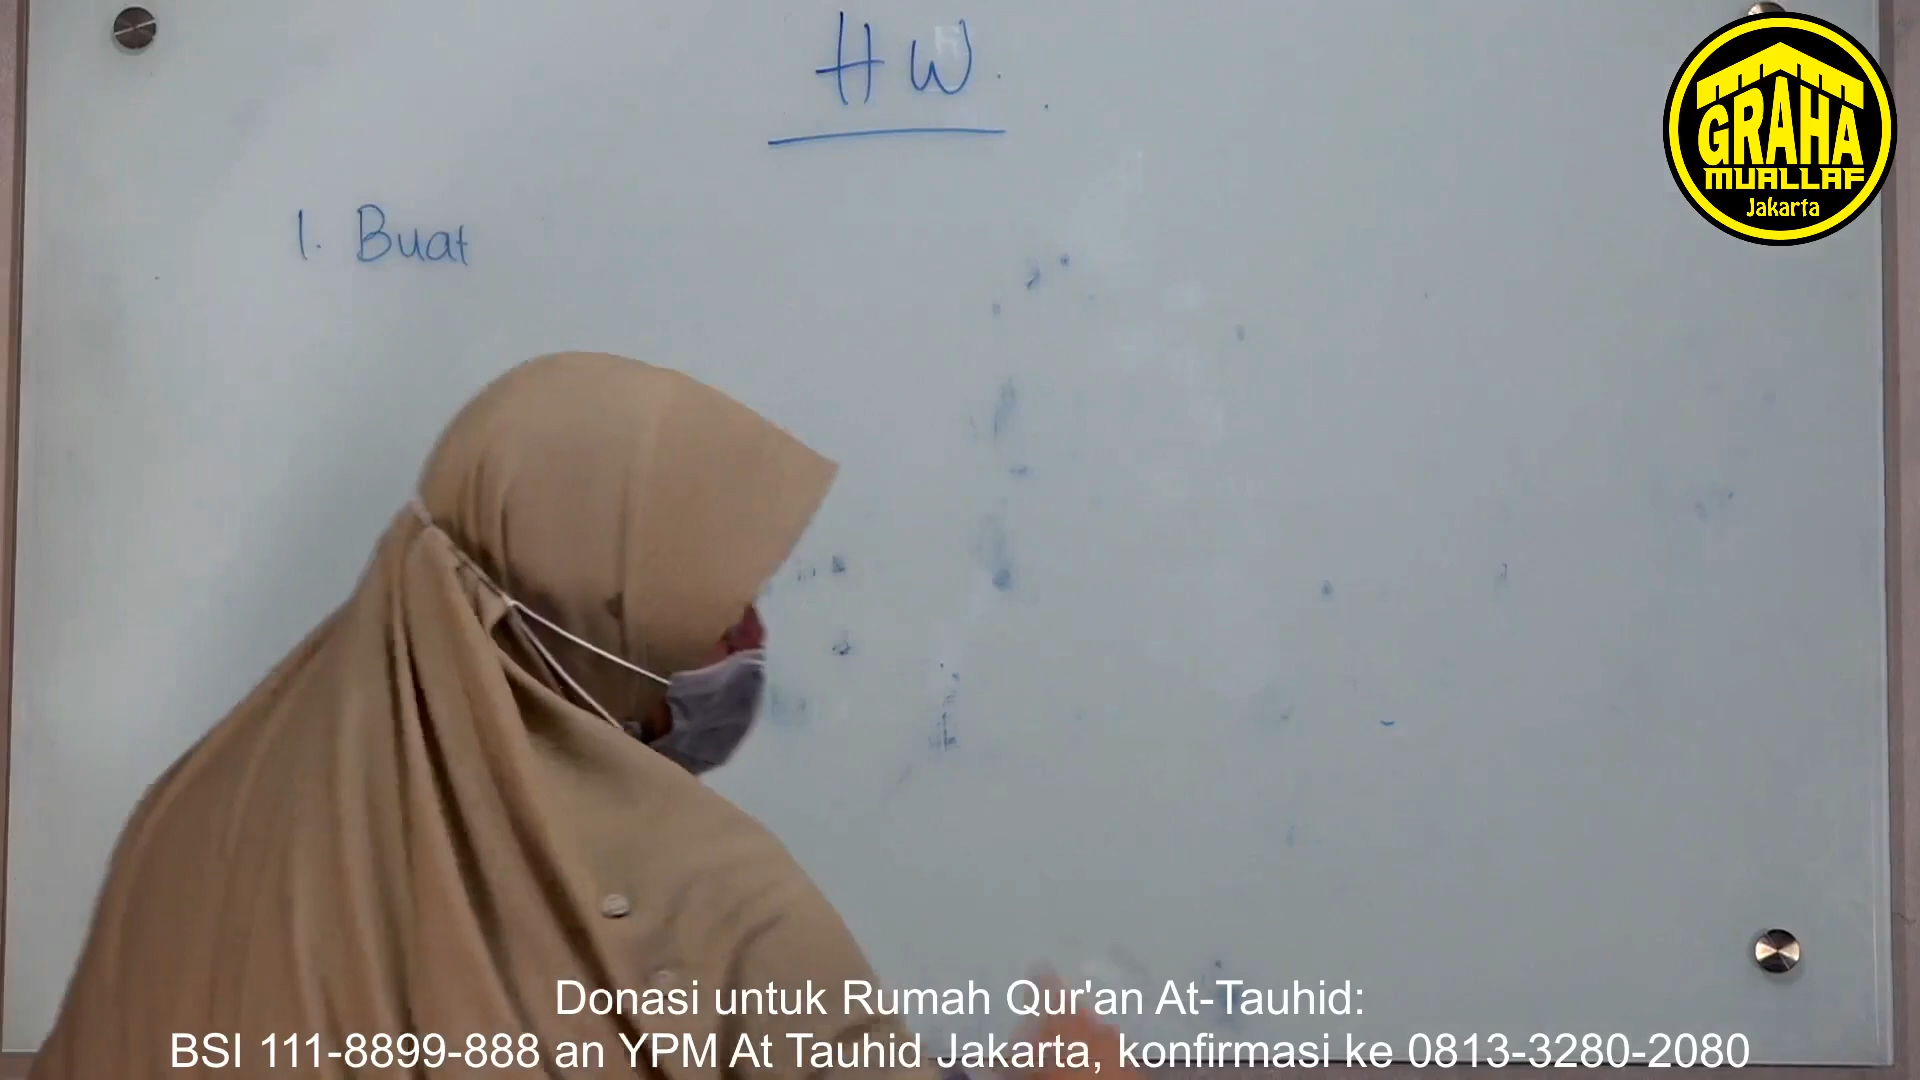 HW
1. Buat
GRAHA
MUALLAF
Jakarta
Donasi untuk Rumah Qur'an At-Tauhid:
BSI 111-8899-888 an YPM At Tauhid Jakarta, konfirmasi ke 0813-3280-2080